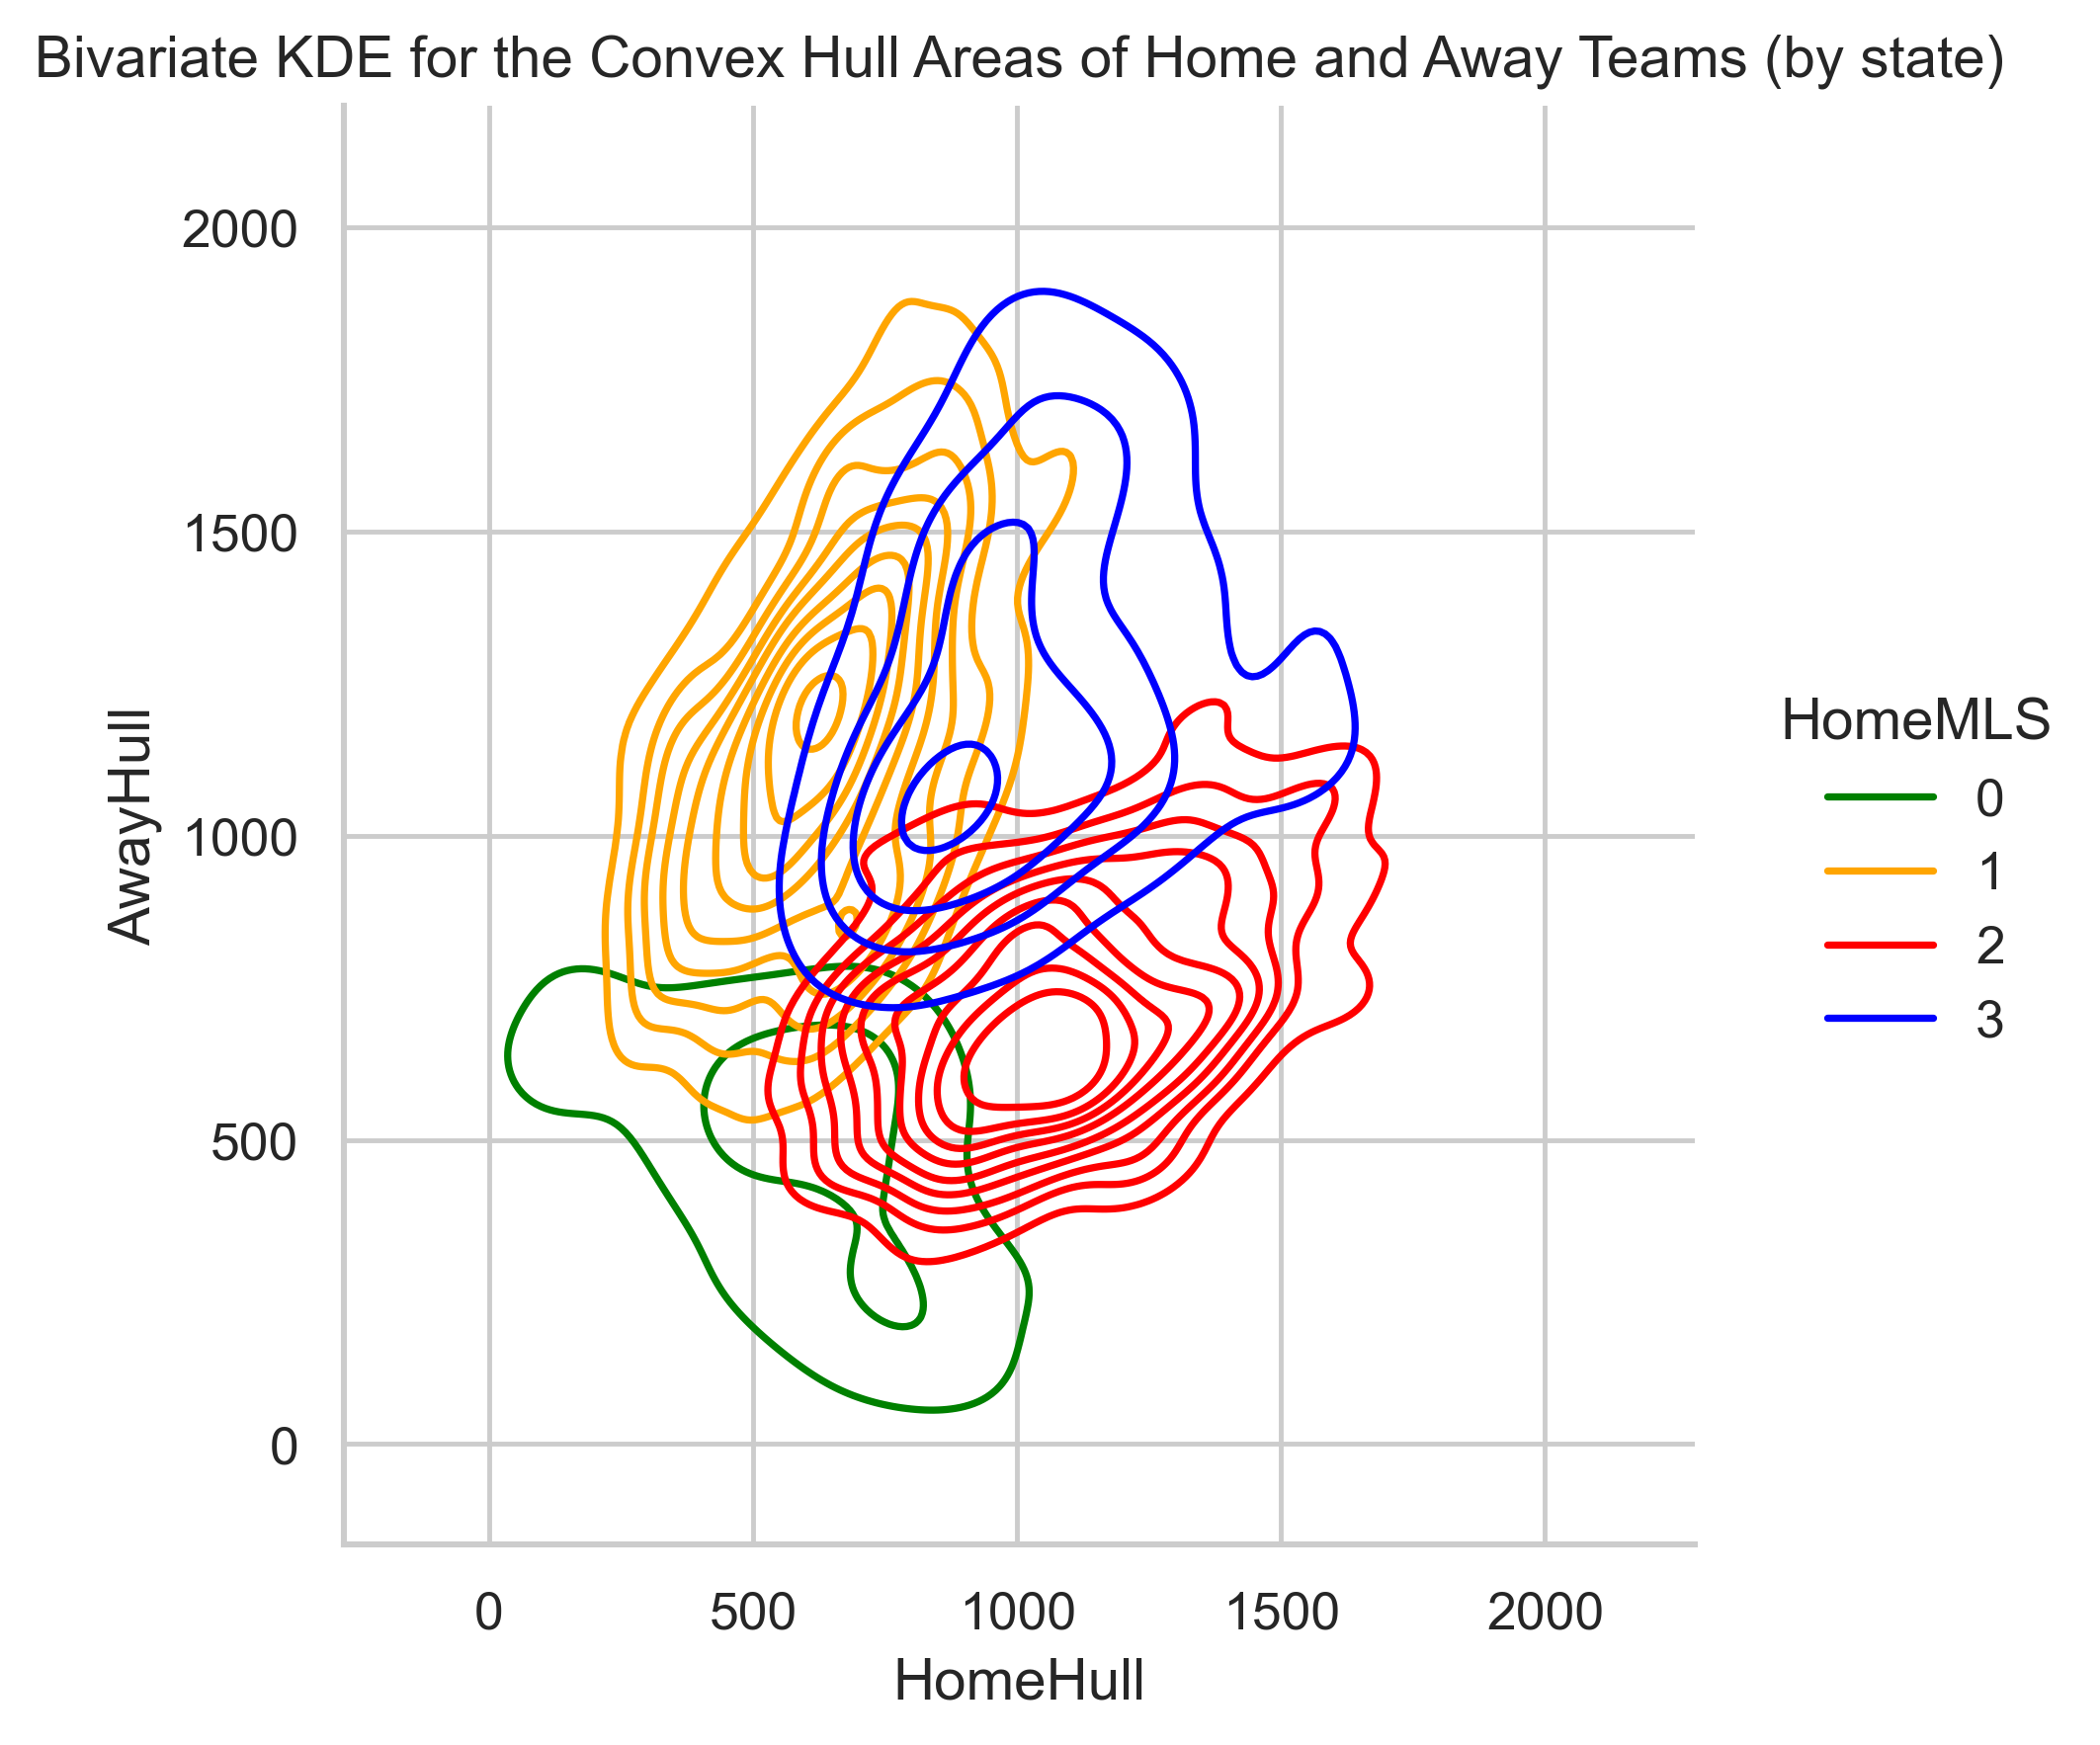 Bivariate KDE for the Convex Hull Areas of Home and Away Teams (by state)
2000
1500
1000
500
0
AwayHull
0 500 1000 1500 2000
HomeHull
HomeMLS
0
1
2
3